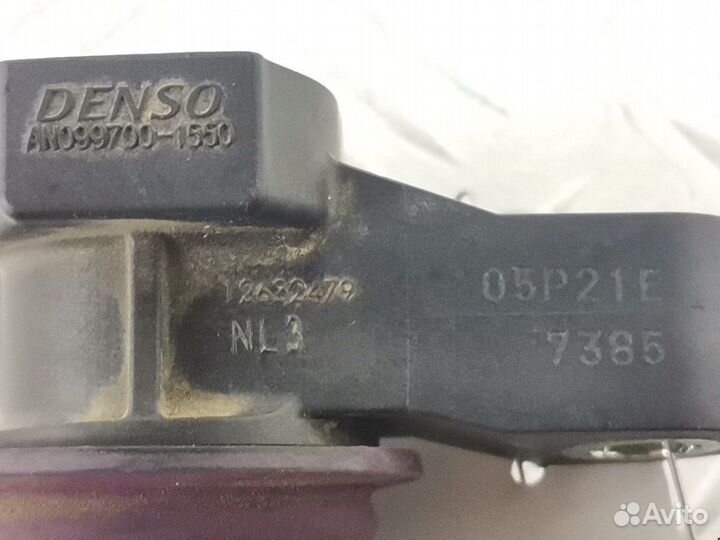 DENSO
AN099700-1550
12632479
NL3
05P21E
7385
Avito